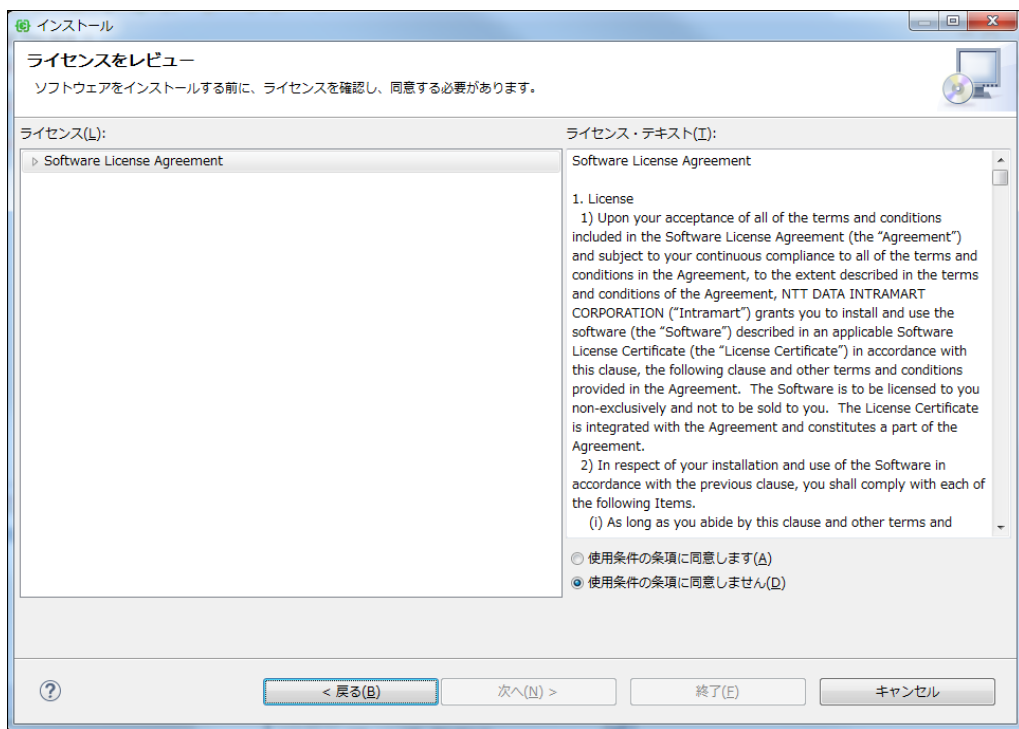 インストール
ライセンスをレビュー
ソフトウェアをインストールする前に、ライセンスを確認し、同意する必要があります。
ライセンス(L):
Software License Agreement
ライセンス・テキスト(T):
Software License Agreement
1. License
1) Upon your acceptance of all of the terms and conditions
included in the Software License Agreement (the “Agreement”)
and subject to your continuous compliance to all of the terms and
conditions in the Agreement, to the extent described in the terms
and conditions of the Agreement, NTT DATA INTRAMART
CORPORATION (“Intramart”) grants you to install and use the
software (the “Software”) described in an applicable Software
License Certificate (the “License Certificate”) in accordance with
this clause, the following clause and other terms and conditions
provided in the Agreement.  The Software is to be licensed to you
non-exclusively and not to be sold to you.  The License Certificate
is integrated with the Agreement and constitutes a part of the
Agreement.
2) In respect of your installation and use of the Software in
accordance with the previous clause, you shall comply with each of
the following Items.
(i) As long as you abide by this clause and other terms and
使用条件の条項に同意します(A)
使用条件の条項に同意しません(D)
?
< 戻る(B)
次へ(N) >
終了(F)
キャンセル